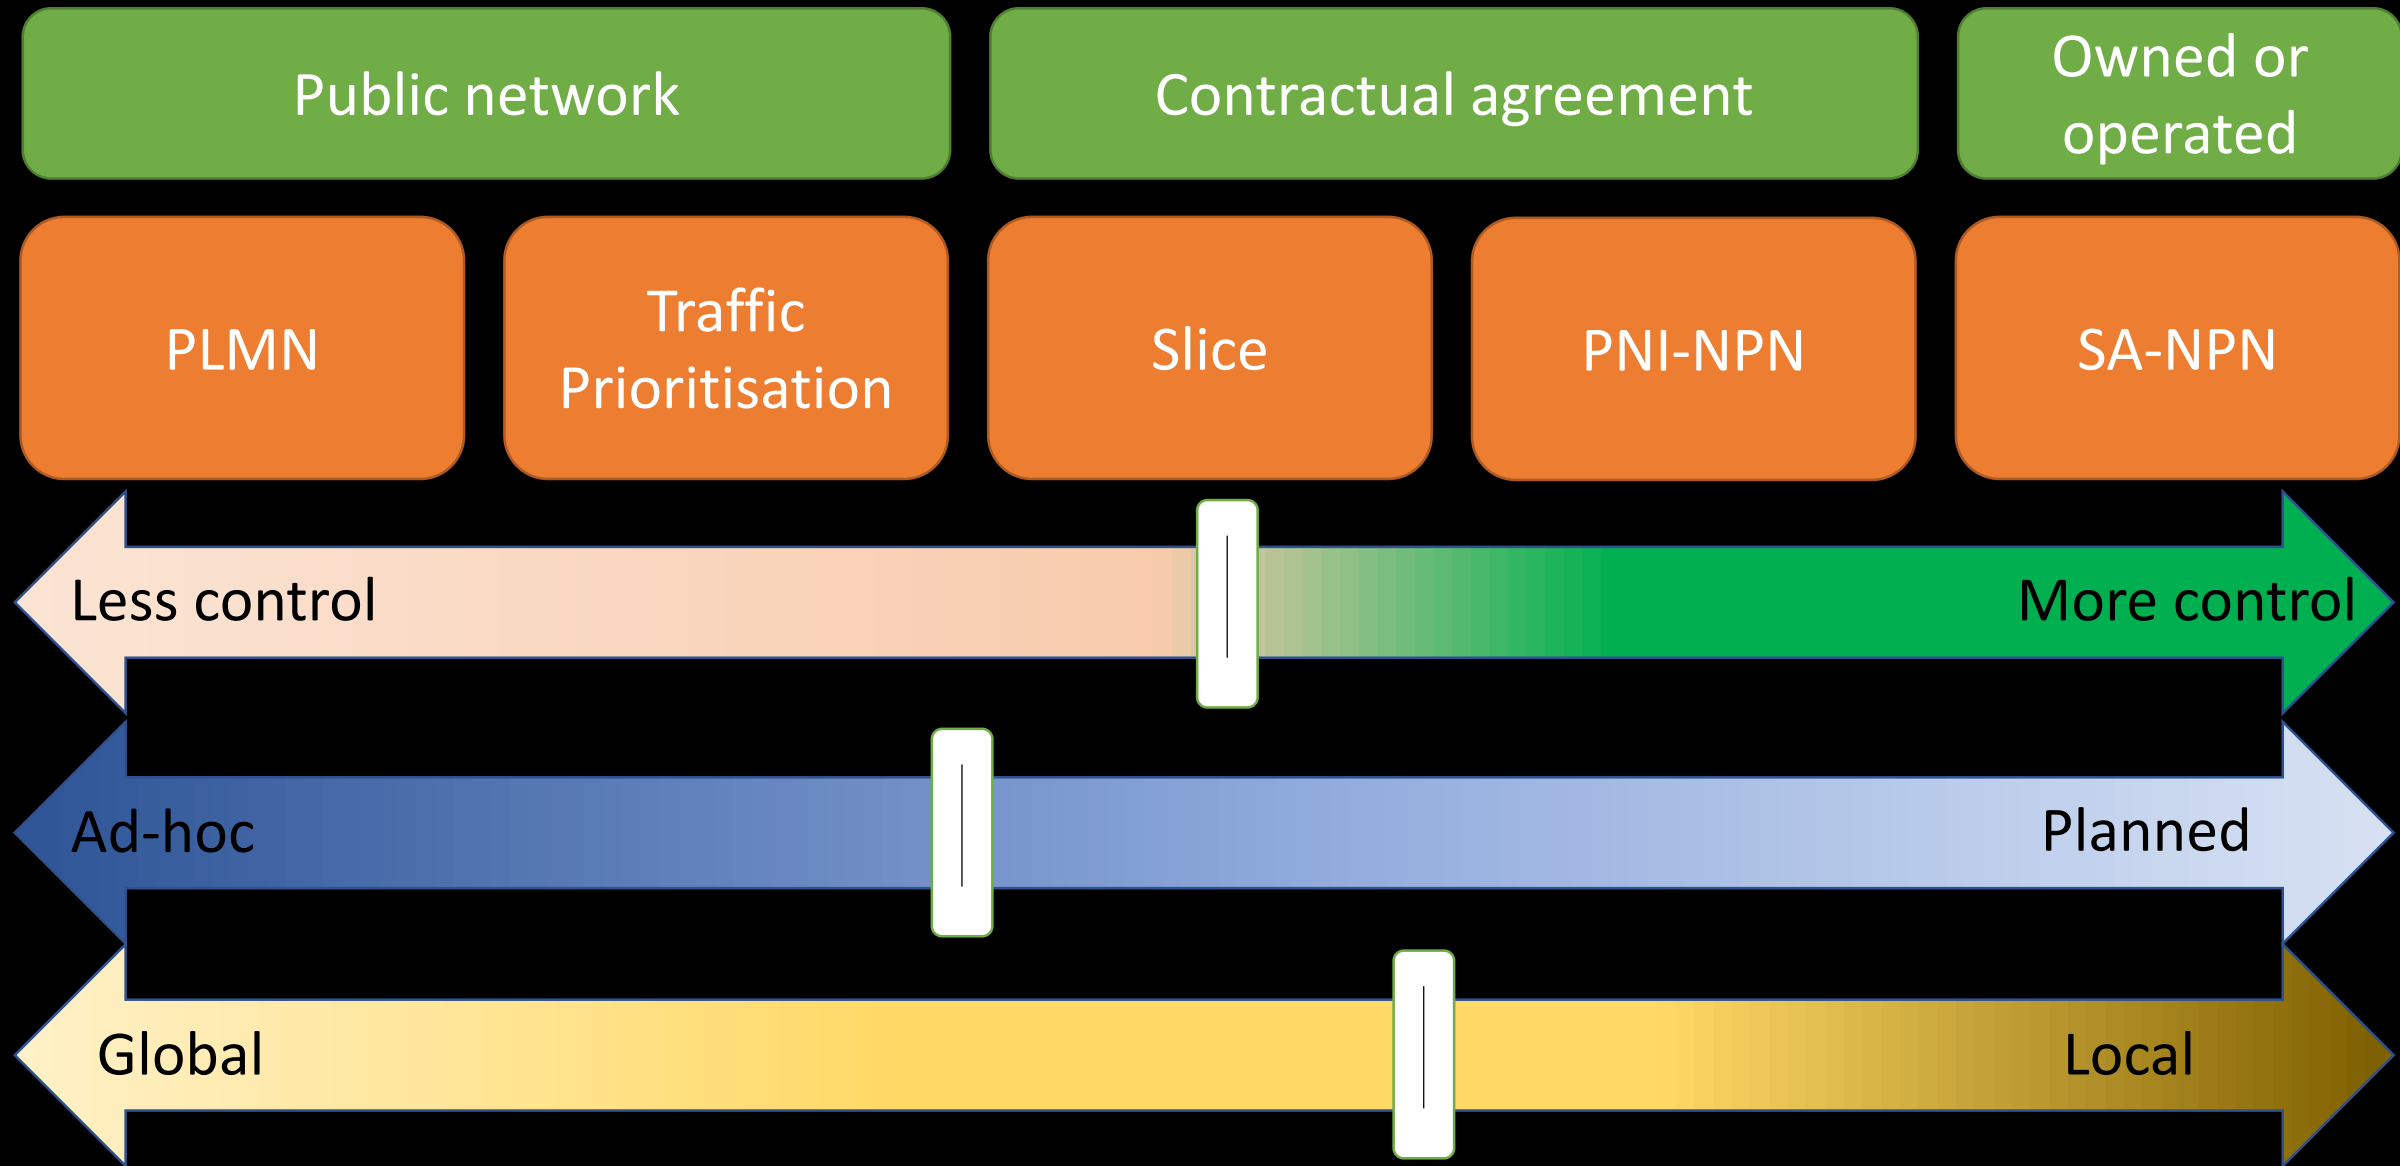 Public network
Contractual agreement
Owned or
operated
PLMN
Traffic
Prioritisation
Slice
PNI-NPN
SA-NPN
Less control
More control
Ad-hoc
Planned
Global
Local